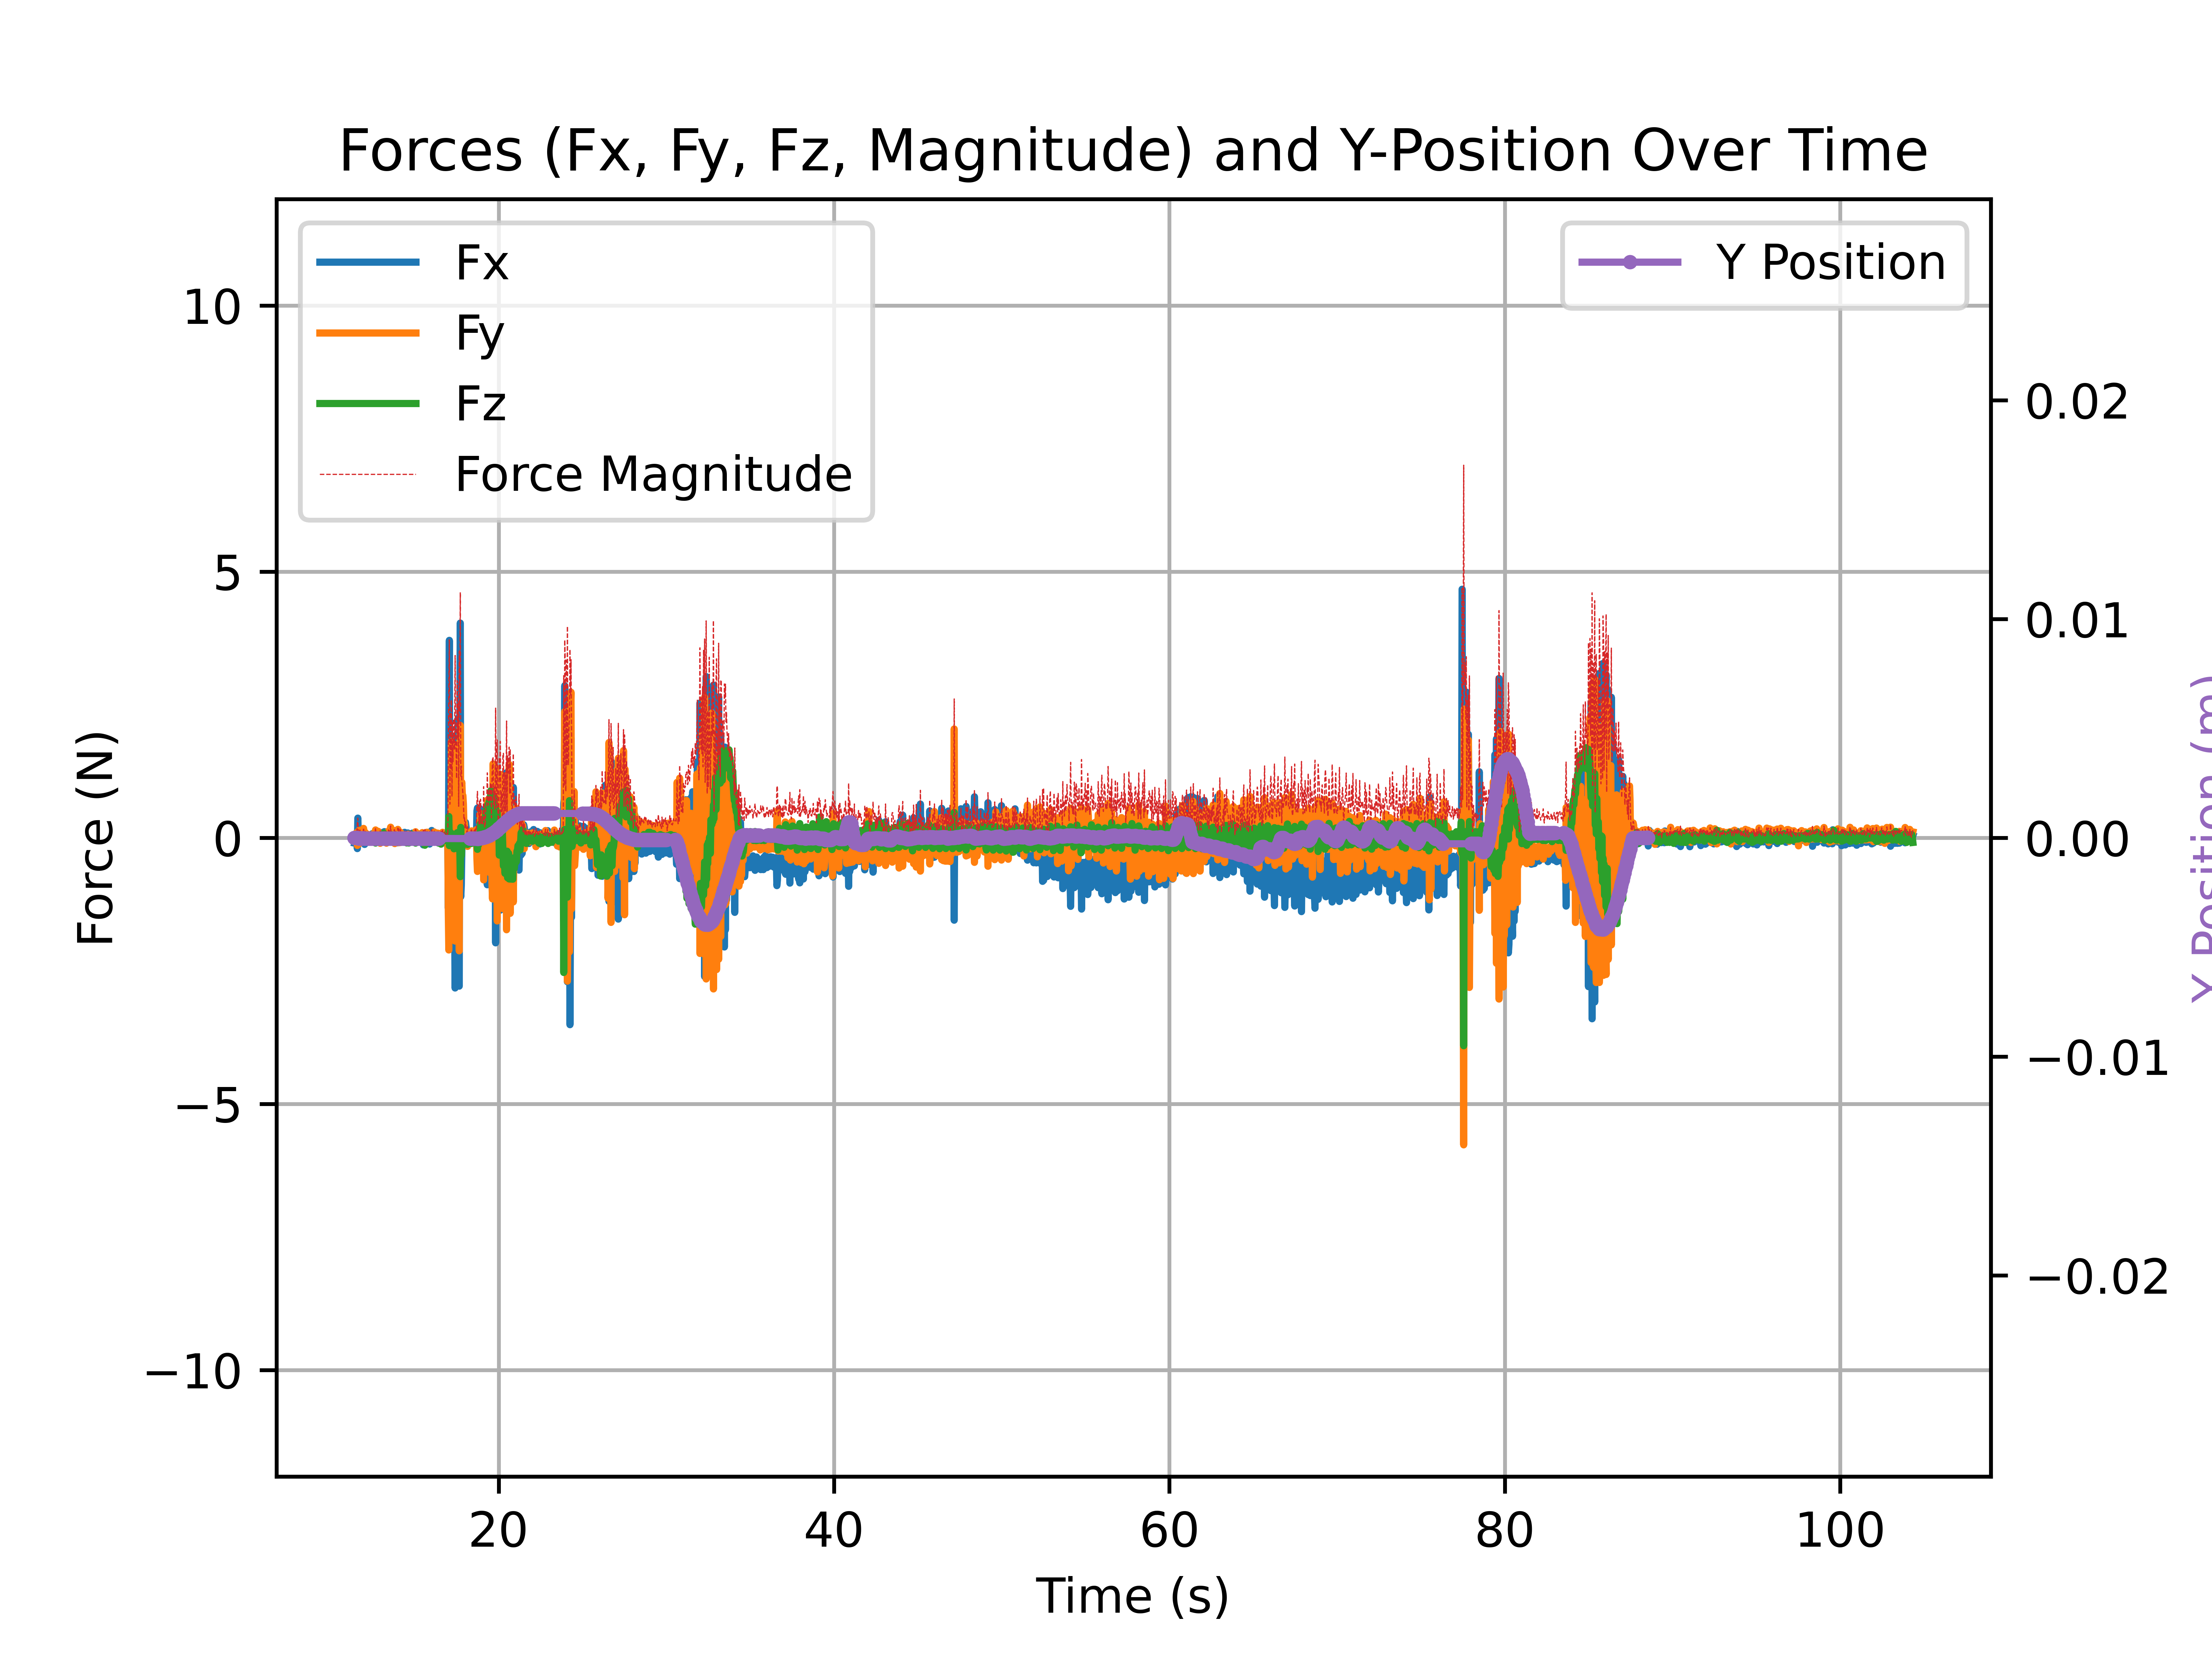 Forces (Fx, Fy, Fz, Magnitude) and Y-Position Over Time
Fx
Fy
Fz
Force Magnitude
Y Position
10
5
0
−5
−10
Force (N)
0.02
0.01
0.00
−0.01
−0.02
Y Position (m)
20
40
60
80
100
Time (s)